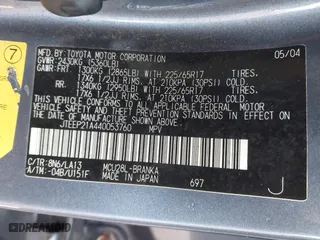 7
MFD.BY:TOYOTA MOTOR CORPORATION 05/04
GVWR:2430KG (5360LB)
GAWR:FRT. 1300KG (2865LB) WITH 225/65R17 TIRES,
17X6 1/2JJ RIMS, AT 210KPA (30PSI) COLD
RR. 1340KG (2950LB) WITH 225/65R17 TIRES,
17X6 1/2JJ RIMS, AT 210KPA (30PSI) COLD
THIS VEHICLE CONFORMS TO ALL APPLICABLE FEDERAL
MOTOR VEHICLE SAFETY AND
STANDARDS IN EFFECT ON THE DATE OF
MANUFACTURE SHOWN ABOVE.
JTEEP21A440053760 MPV
C/TR:8N6/LA13 MCU28L-BRANKA
A/TM:-04B/U151F MADE IN JAPAN 697 J